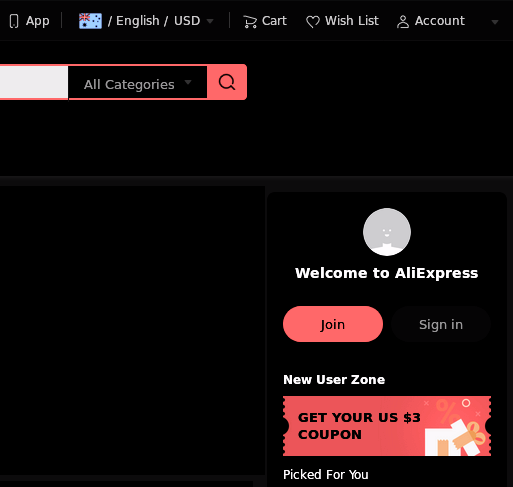 App / English / USD Cart Wish List Account
All Categories
Welcome to AliExpress
Join Sign in
New User Zone
GET YOUR US $3
COUPON
Picked For You